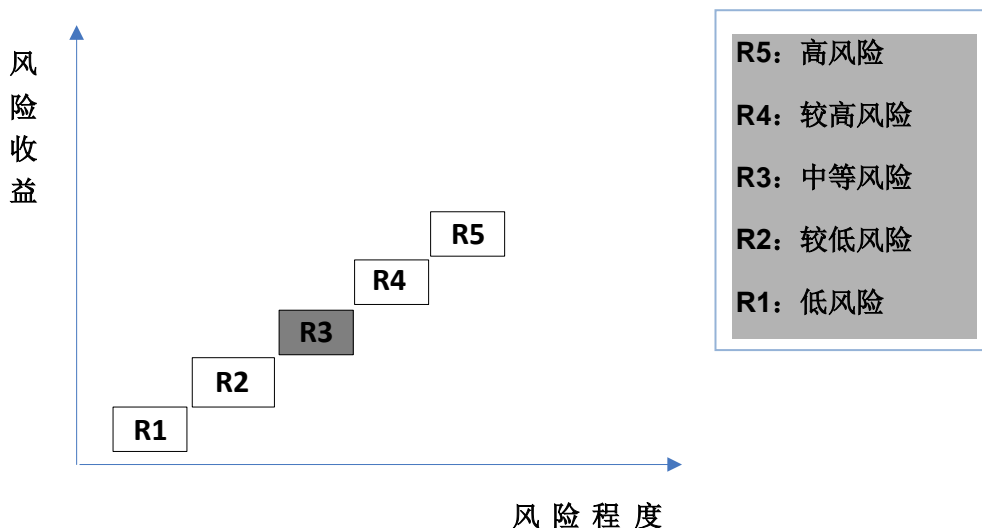 风
险
收
益
R5
R4
R3
R2
R1
风险程度
R5：高风险
R4：较高风险
R3：中等风险
R2：较低风险
R1：低风险